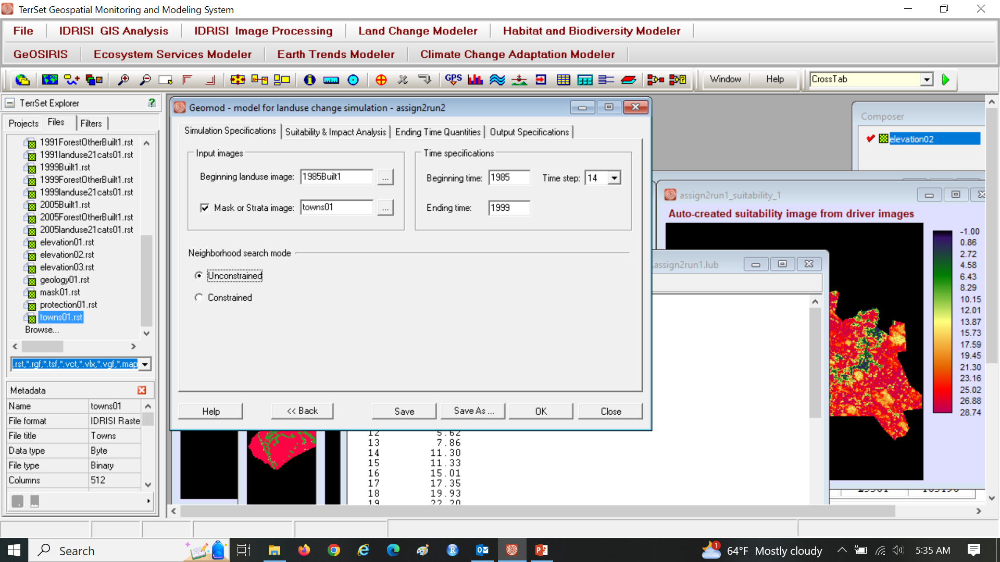 TerrSet Geospatial Monitoring and Modeling System
File IDRISI GIS Analysis IDRISI Image Processing Land Change Modeler Habitat and Biodiversity Modeler
GeOSIRIS Ecosystem Services Modeler Earth Trends Modeler Climate Change Adaptation Modeler
GPS Window Help CrossTab
TerrSet Explorer ?
Projects Files Filters
1991ForestOtherBuilt1.rst
1991landuse21cats01.rst
1999Built1.rst
1999ForestOtherBuilt1.rst
1999landuse21cats01.rst
2005Built1.rst
2005ForestOtherBuilt1.rst
2005landuse21cats01.rst
elevation01.rst
elevation02.rst
elevation03.rst
geology01.rst
mask01.rst
protection01.rst
towns01.rst
Browse...
.rst,*.rgf,*.tsf,*.vct,*.vlx,*.vgf,*.map
Metadata
Name towns01
File format IDRISI Raste
File title Towns
Data type Byte
File type Binary
Columns 512
Geomod - model for landuse change simulation - assign2run2
Simulation Specifications Suitability & Impact Analysis Ending Time Quantities Output Specifications
Input images
Beginning landuse image: 1985Built1 ...
Mask or Strata image: towns01 ...
Time specifications
Beginning time: 1985 Time step: 14
Ending time: 1999
Neighborhood search mode
Unconstrained
Constrained
Help << Back Save Save As ... OK Close
12 5.62
13 7.86
14 11.30
15 11.33
16 15.01
17 17.35
18 19.93
19 22.20
Composer
elevation02
assign2run1_suitability_1
Auto-created suitability image from driver images
-1.00
0.86
2.72
4.58
6.43
8.29
10.15
12.01
13.87
15.73
17.59
19.45
21.30
23.16
25.02
26.88
28.74
assign2run1.lub
Search
1 64°F Mostly cloudy 5:35 AM